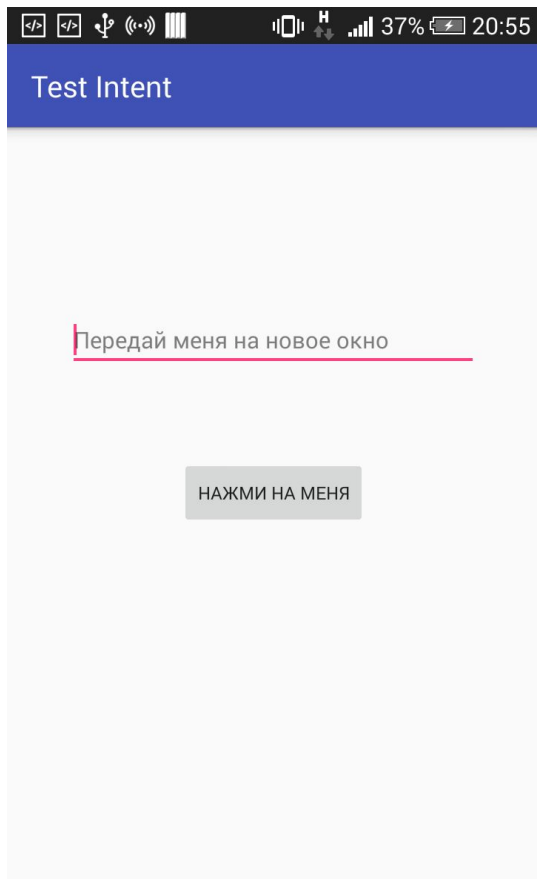 H 37% 20:55
Test Intent
Передай меня на новое окно
НАЖМИ НА МЕНЯ